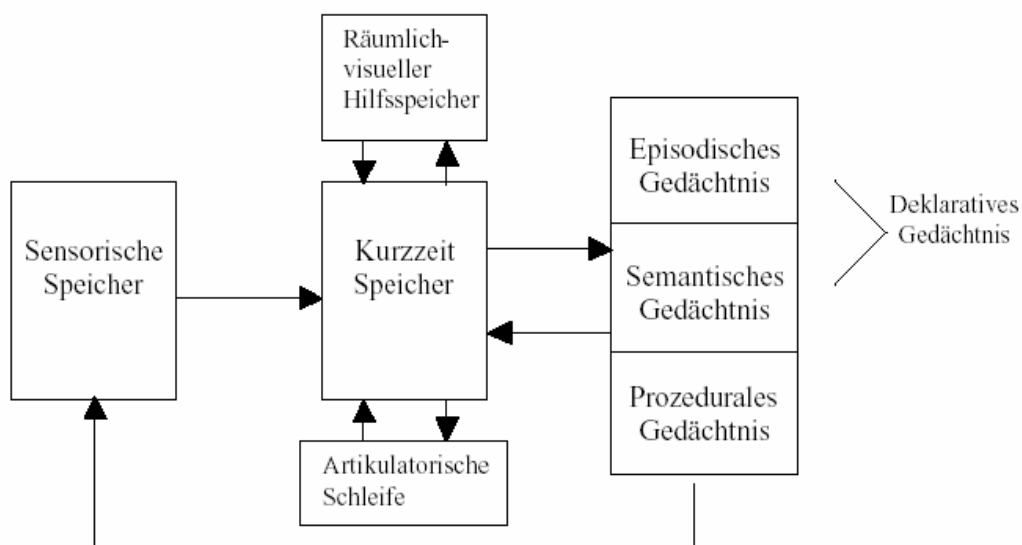 Räumlich-
visueller
Hilfsspeicher
Sensorische
Speicher
Kurzzeit
Speicher
Artikulatorische
Schleife
Episodisches
Gedächtnis
Semantisches
Gedächtnis
Prozedurales
Gedächtnis
Deklaratives
Gedächtnis